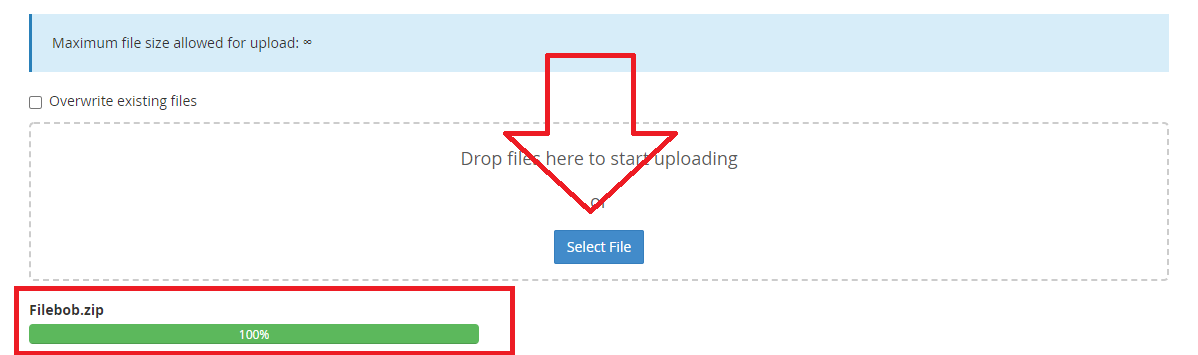 Maximum file size allowed for upload: ∞
Overwrite existing files
Drop files here to start uploading
or
Select File
Filebob.zip
100%